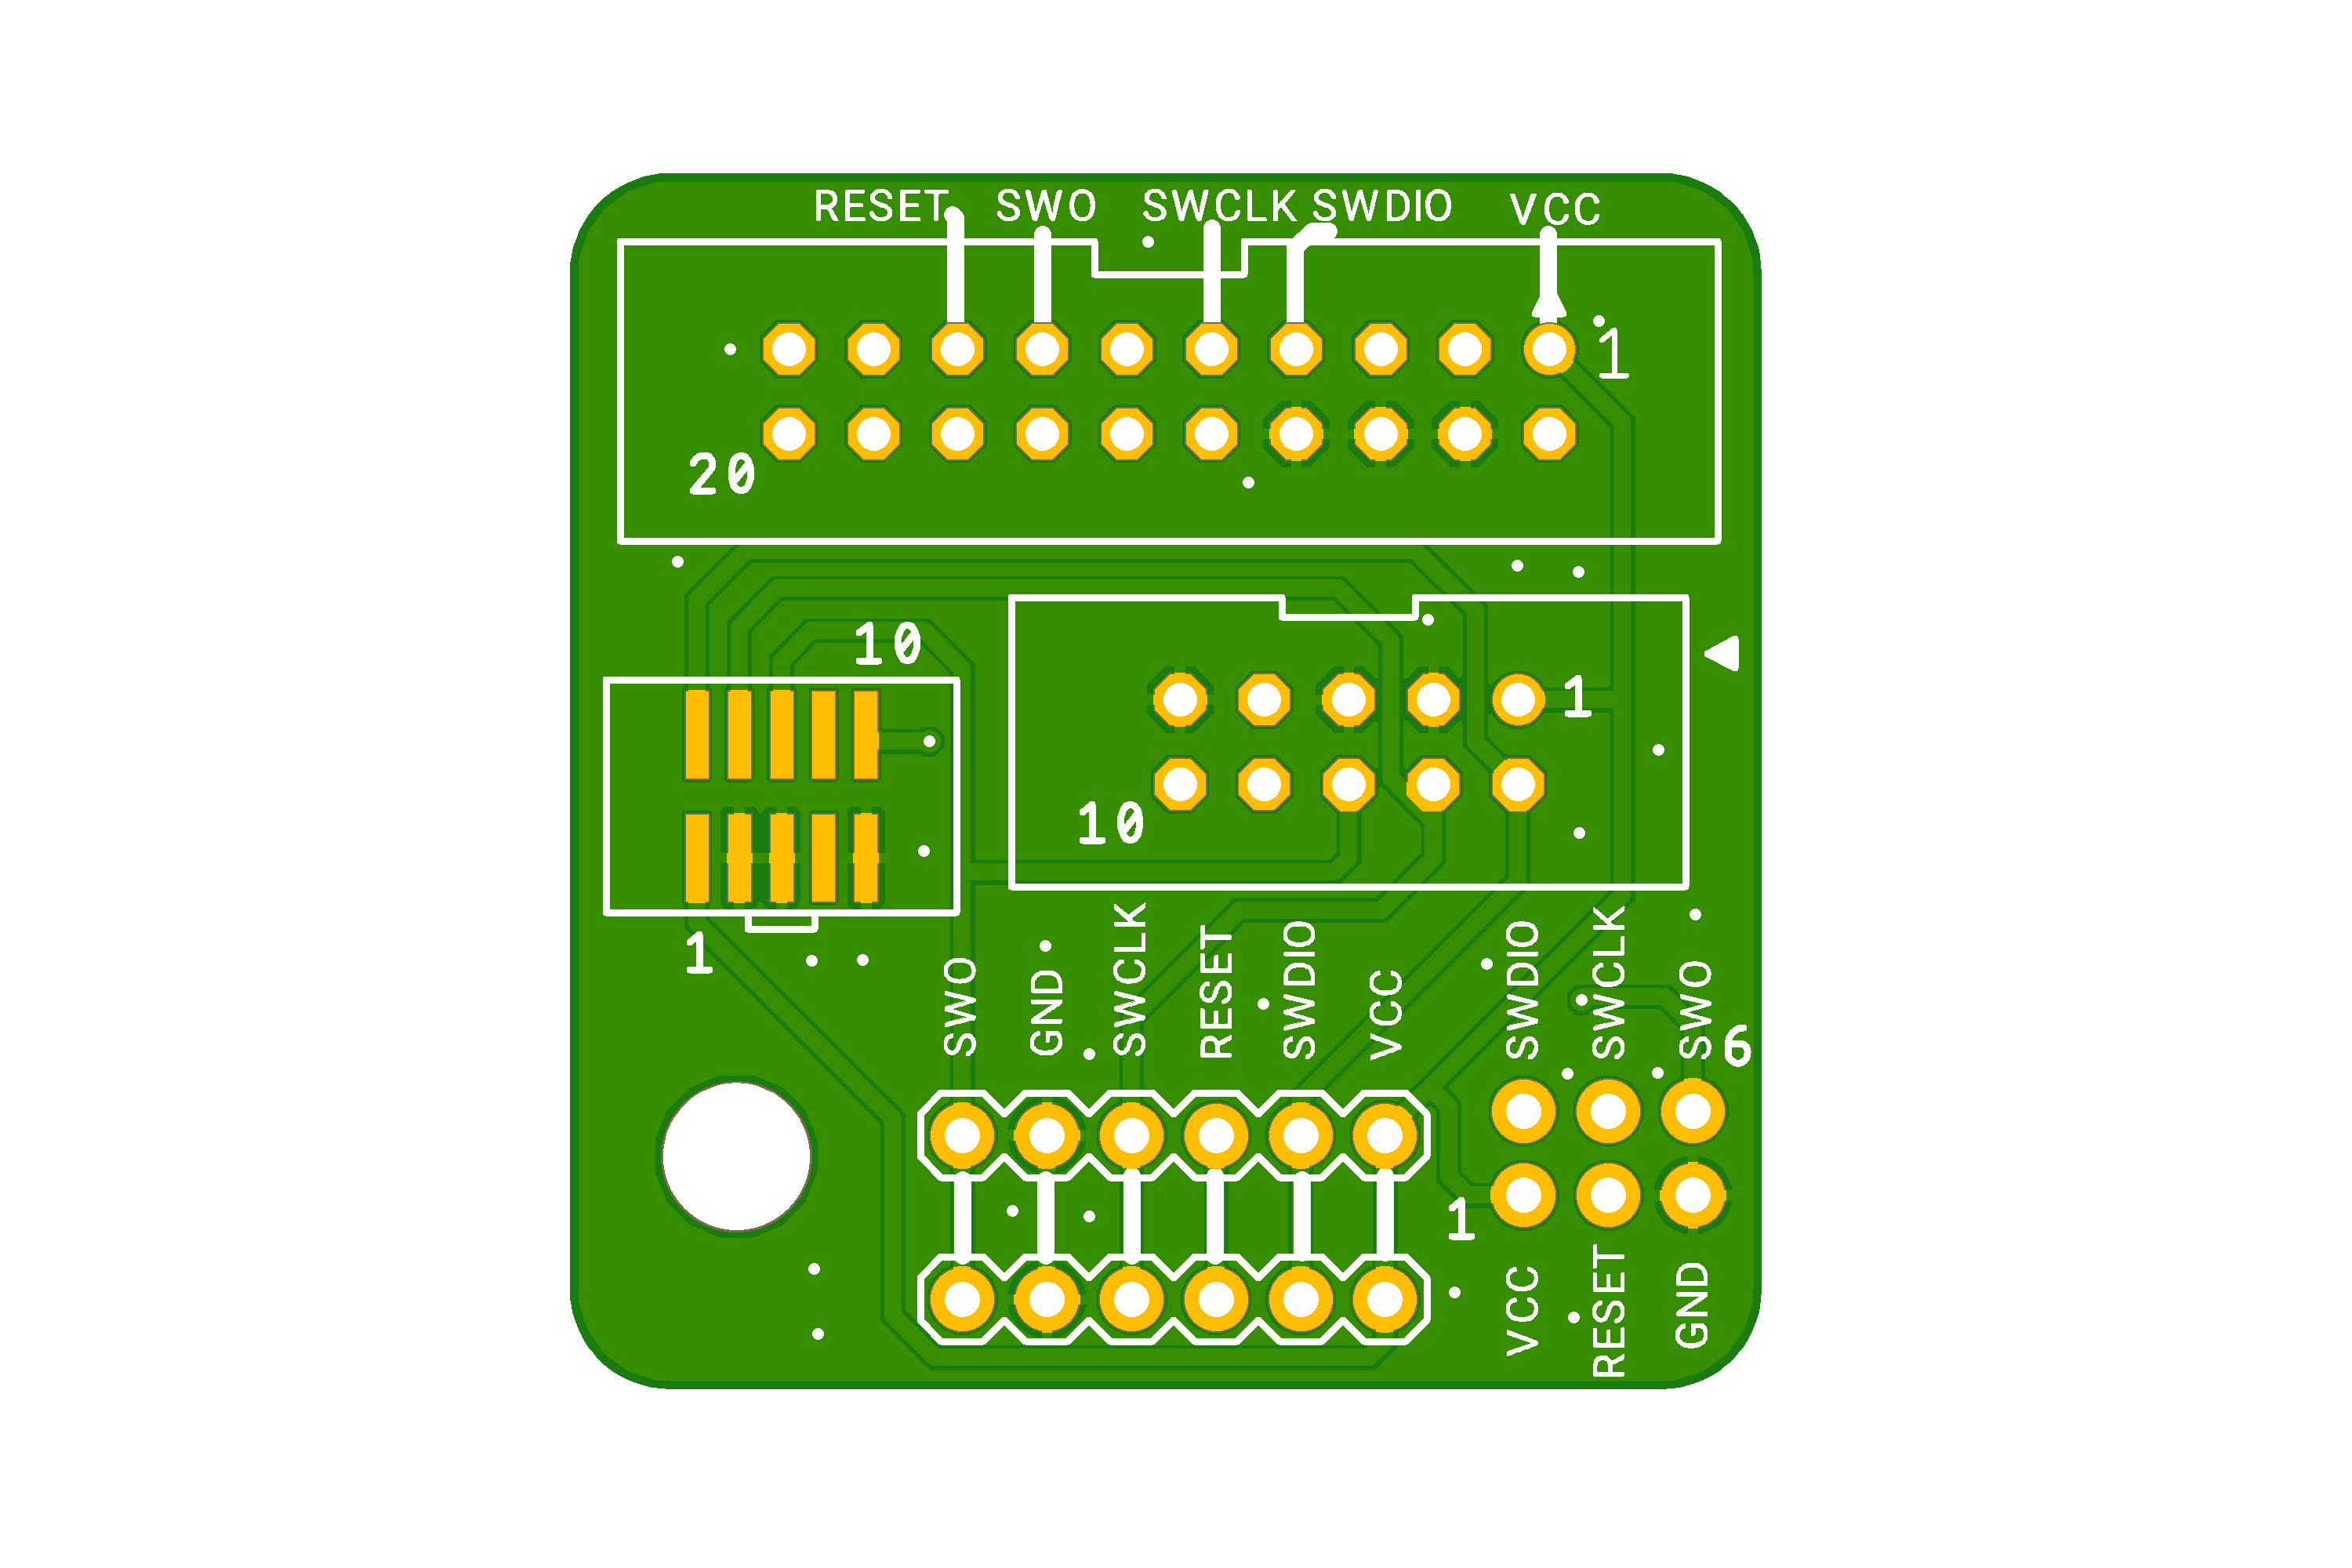 RESET SWO SWCLK SWDIO VCC
1
20
10
1
10
1
SWO
GND
SWCLK
RESET
SWDIO
VCC
SWDIO
SWCLK
SWO
6
1
VCC
RESET
GND